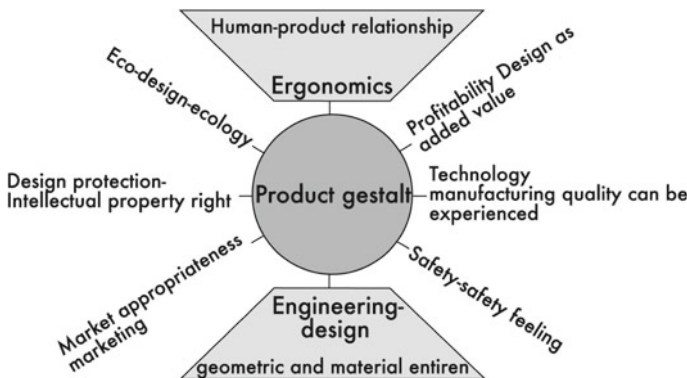 Human-product relationship
Ergonomics
Eco-design-ecology
Profitability Design as
added value
Design protection-
Intellectual property right
Product gestalt
Technology
manufacturing quality can be
experienced
Market appropriateness
marketing
Safety-safety feeling
Engineering-
design
geometric and material entiren